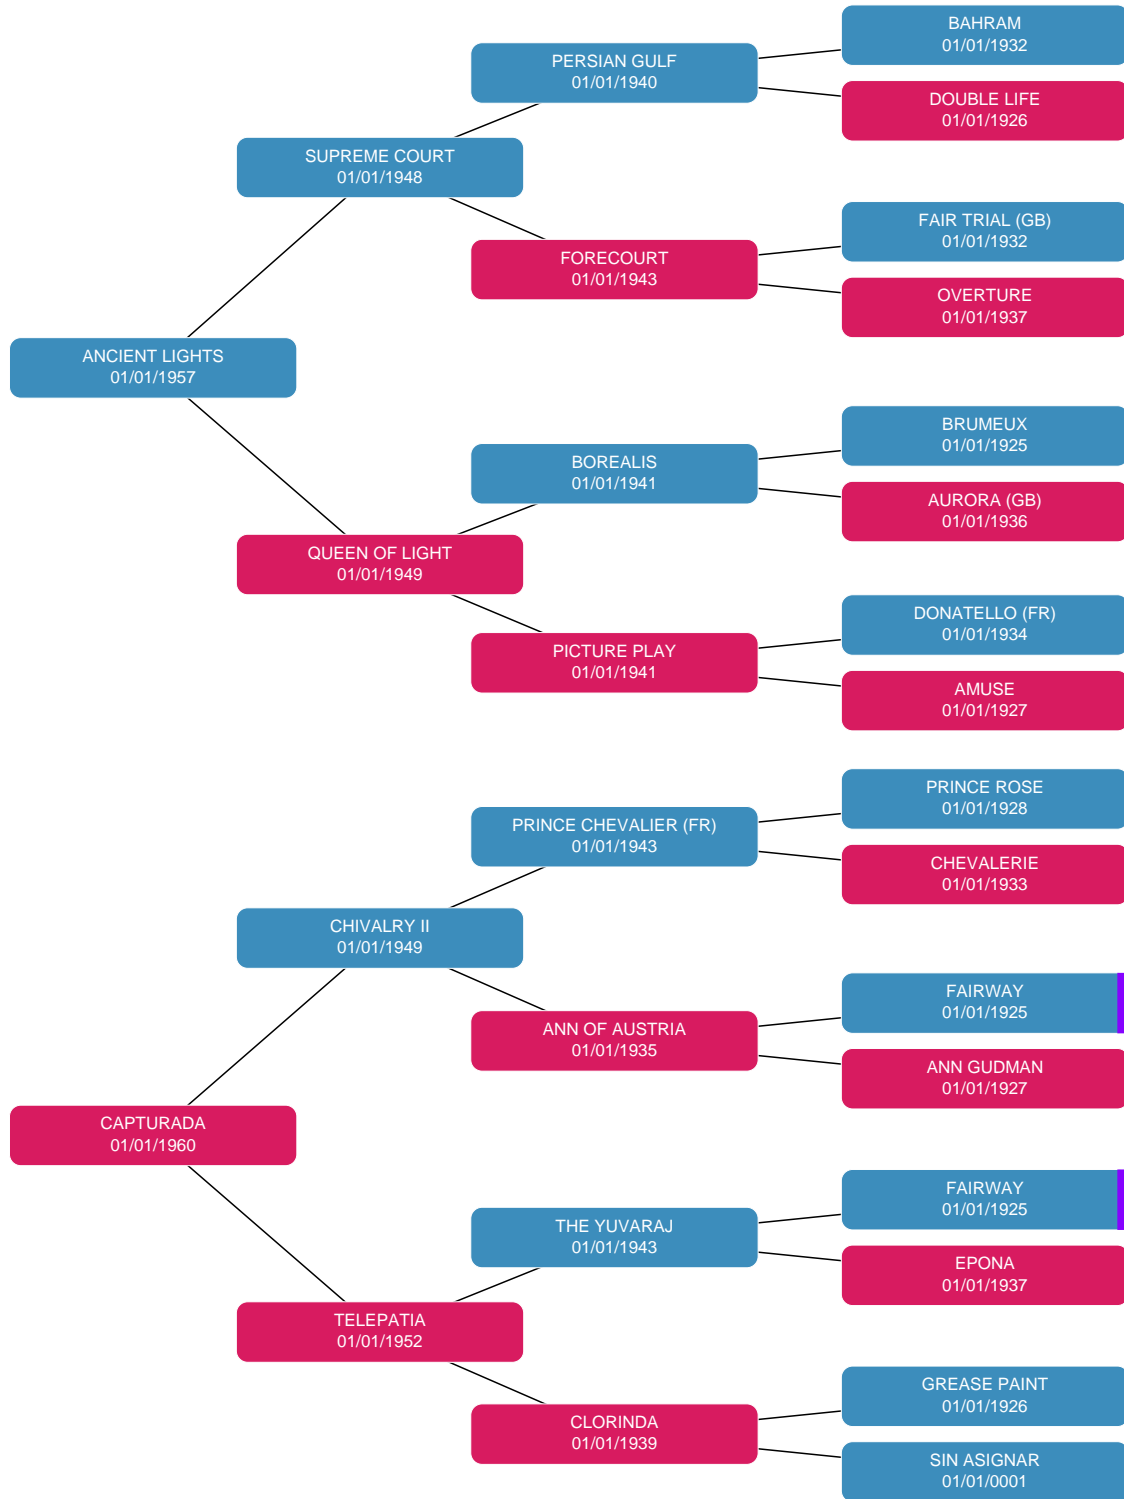 BAHRAM
01/01/1932
PERSIAN GULF
01/01/1940
DOUBLE LIFE
01/01/1926
SUPREME COURT
01/01/1948
FAIR TRIAL (GB)
01/01/1932
FORECOURT
01/01/1943
OVERTURE
01/01/1937
ANCIENT LIGHTS
01/01/1957
BRUMEUX
01/01/1925
BOREALIS
01/01/1941
AURORA (GB)
01/01/1936
QUEEN OF LIGHT
01/01/1949
DONATELLO (FR)
01/01/1934
PICTURE PLAY
01/01/1941
AMUSE
01/01/1927
PRINCE ROSE
01/01/1928
PRINCE CHEVALIER (FR)
01/01/1943
CHEVALERIE
01/01/1933
CHIVALRY II
01/01/1949
FAIRWAY
01/01/1925
ANN OF AUSTRIA
01/01/1935
ANN GUDMAN
01/01/1927
CAPTURADA
01/01/1960
FAIRWAY
01/01/1925
THE YUVARAJ
01/01/1943
EPONA
01/01/1937
TELEPATIA
01/01/1952
GREASE PAINT
01/01/1926
CLORINDA
01/01/1939
SIN ASIGNAR
01/01/0001